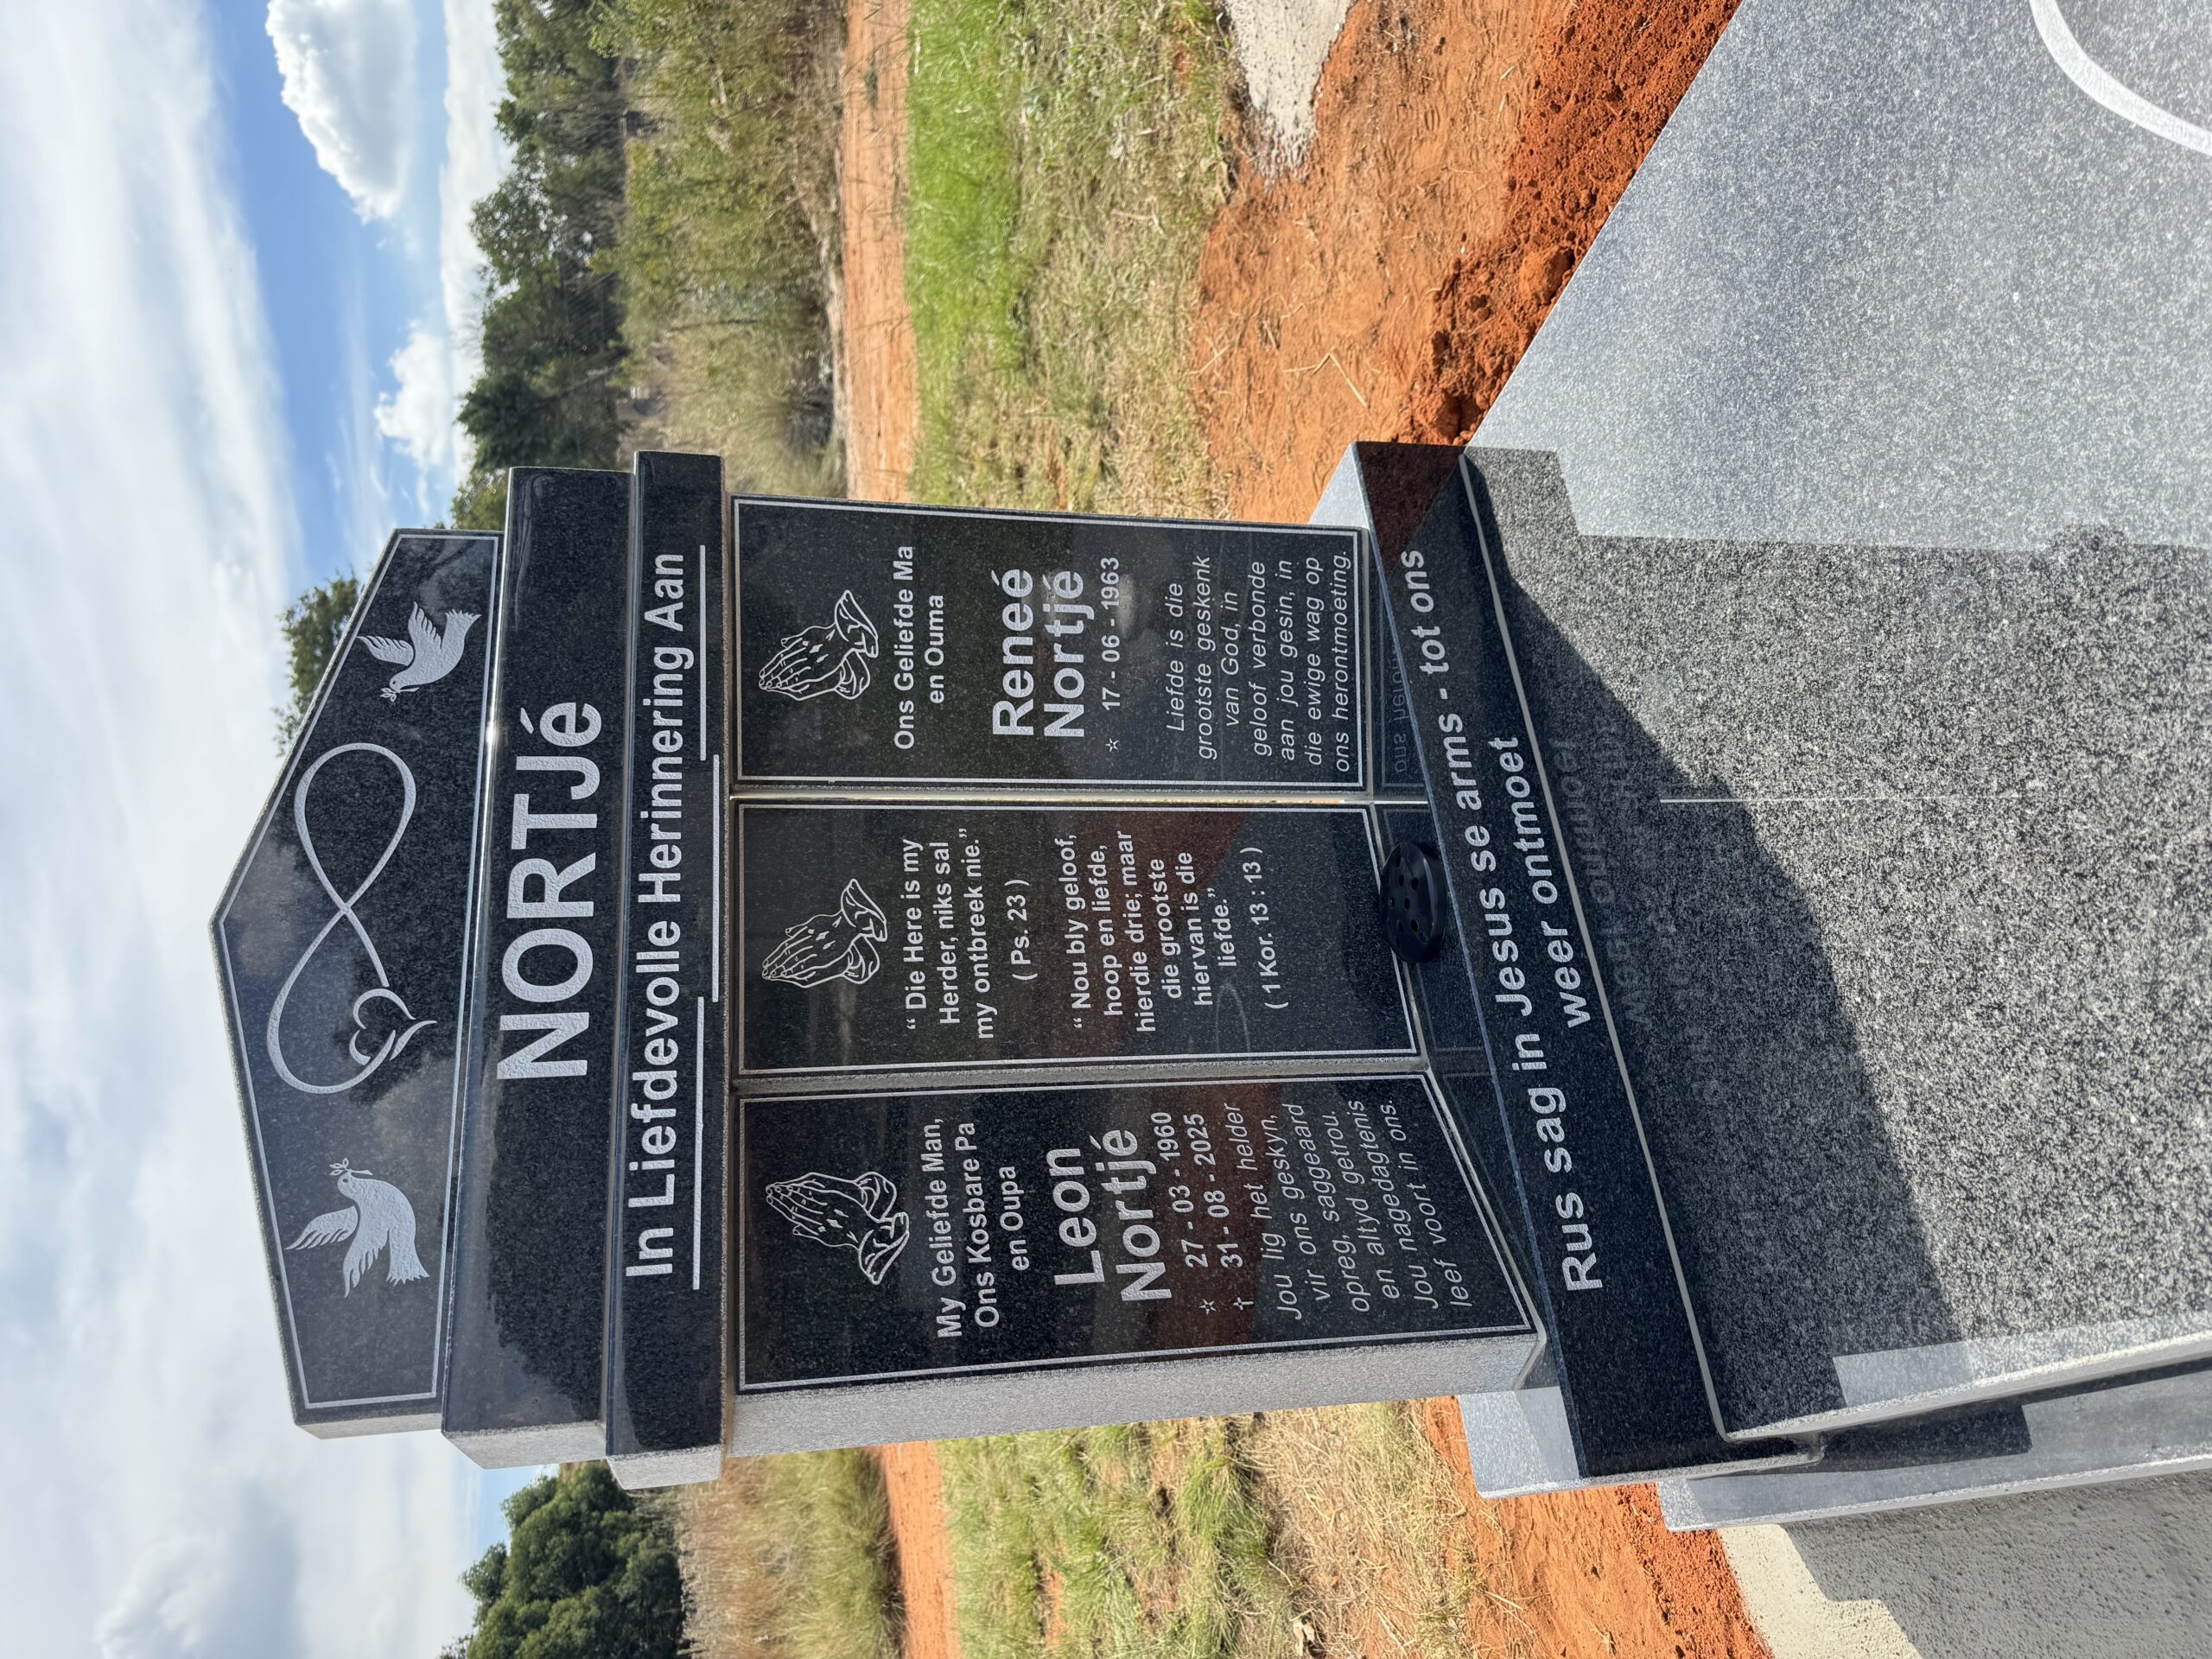 NORTJé
In Liefdevolle Herinnering Aan
My Geliefde Man,
Ons Kosbare Pa
en Oupa
Leon
Nortjé
☆ 27 - 03 - 1960
† 31 - 08 - 2025
Jou lig het helder
vir ons geskyn,
opreg, saggeaard
en altyd getrou.
Jou nagedagtenis
leef voort in ons.
“ Die Here is my
Herder, niks sal
my ontbreek nie.”
( Ps. 23 )
“ Nou bly geloof,
hoop en liefde,
hierdie drie; maar
die grootste
hiervan is die
liefde.”
( 1 Kor. 13 : 13 )
Ons Geliefde Ma
en Ouma
Reneé
Nortjé
☆ 17 - 06 - 1963
Liefde is die
grootste geskenk
van God, in
geloof verbonde
aan jou gesin, in
die ewige wag op
ons herontmoeting.
Rus sag in Jesus se arms - tot ons
weer ontmoet